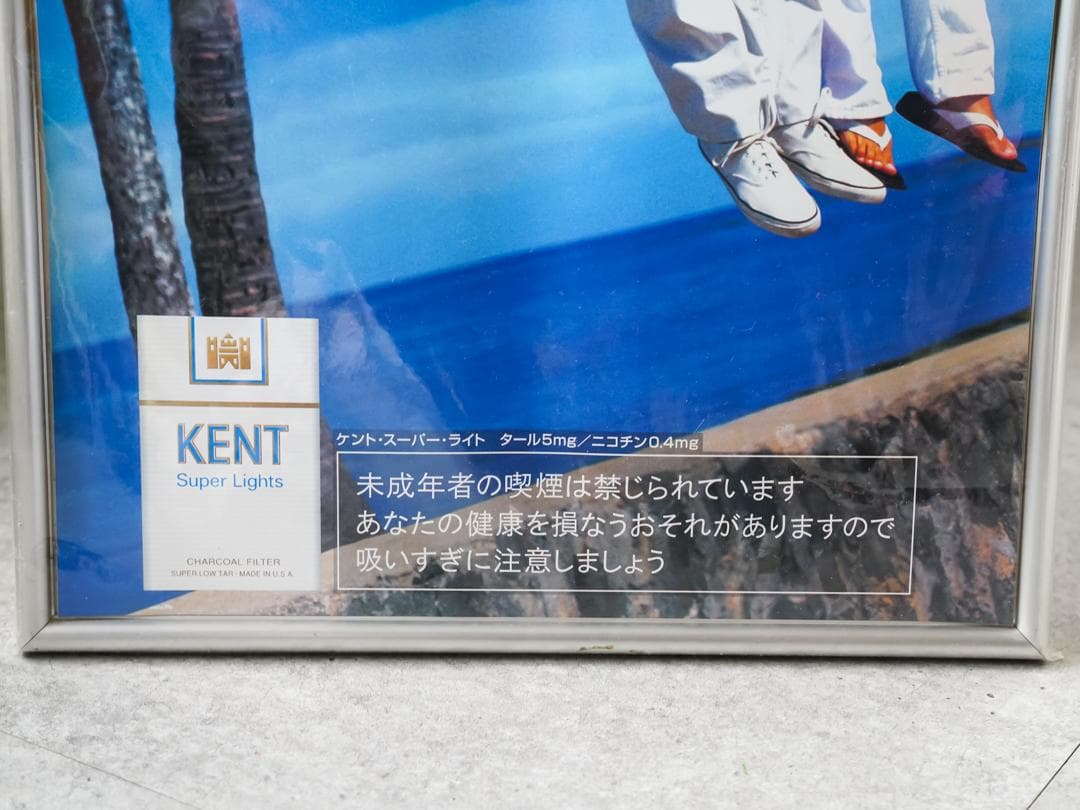 KENT
Super Lights
CHARCOAL FILTER
SUPER LOW TAR・MADE IN U.S.A.
ケント・スーパー・ライト タール5mg／ニコチン0.4mg
未成年者の喫煙は禁じられています
あなたの健康を損なうおそれがありますので
吸いすぎに注意しましょう